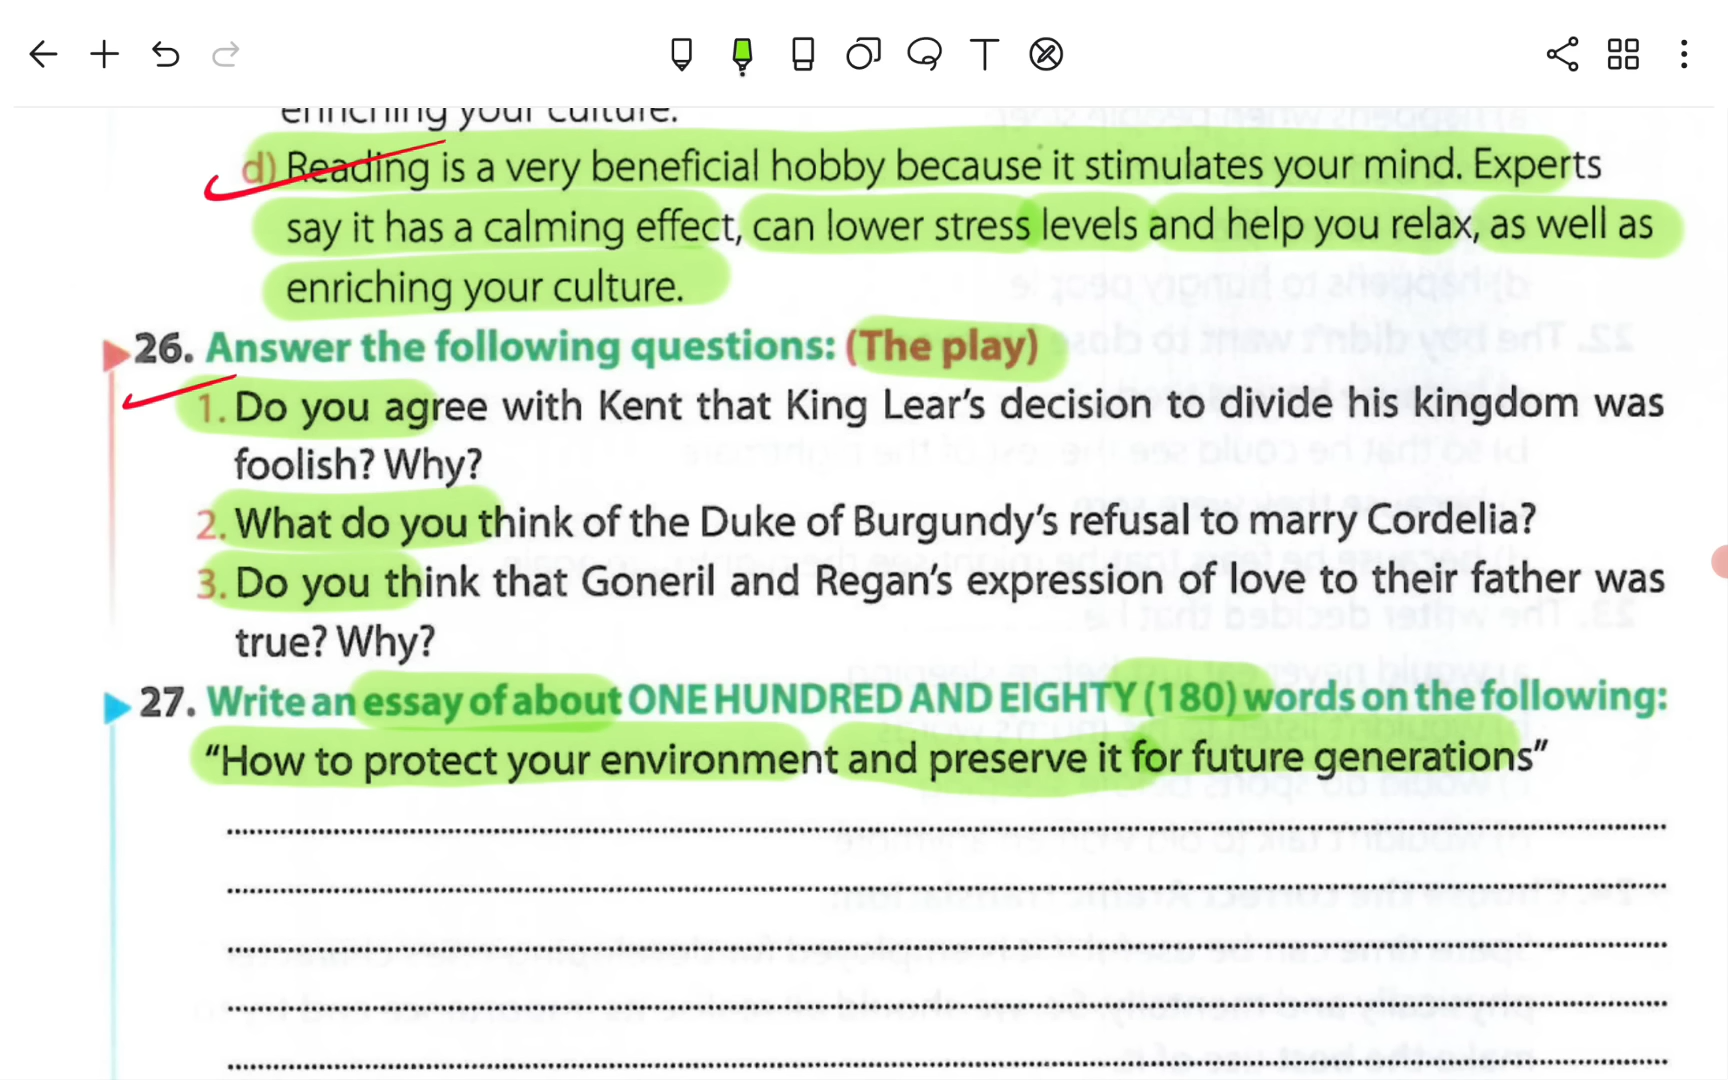 enriching your culture.
d) Reading is a very beneficial hobby because it stimulates your mind. Experts
say it has a calming effect, can lower stress levels and help you relax, as well as
enriching your culture.
26. Answer the following questions: (The play)
1. Do you agree with Kent that King Lear's decision to divide his kingdom was
foolish? Why?
2. What do you think of the Duke of Burgundy's refusal to marry Cordelia?
3. Do you think that Goneril and Regan's expression of love to their father was
true? Why?
27. Write an essay of about ONE HUNDRED AND EIGHTY (180) words on the following:
"How to protect your environment and preserve it for future generations"